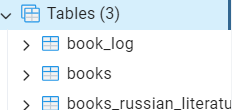 Tables (3)
book_log
books
books_russian_literatu